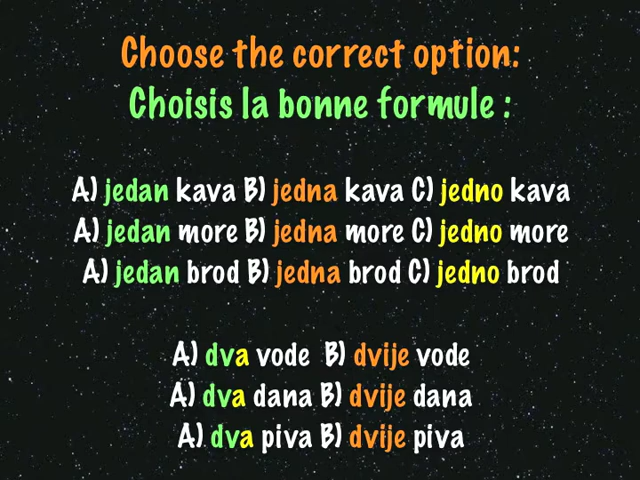 Choose the correct option:
Choisis la bonne formule :
A) jedan kava B) jedna kava C) jedno kava
A) jedan more B) jedna more C) jedno more
A) jedan brod B) jedna brod C) jedno brod
A) dva vode B) dvije vode
A) dva dana B) dvije dana
A) dva piva B) dvije piva